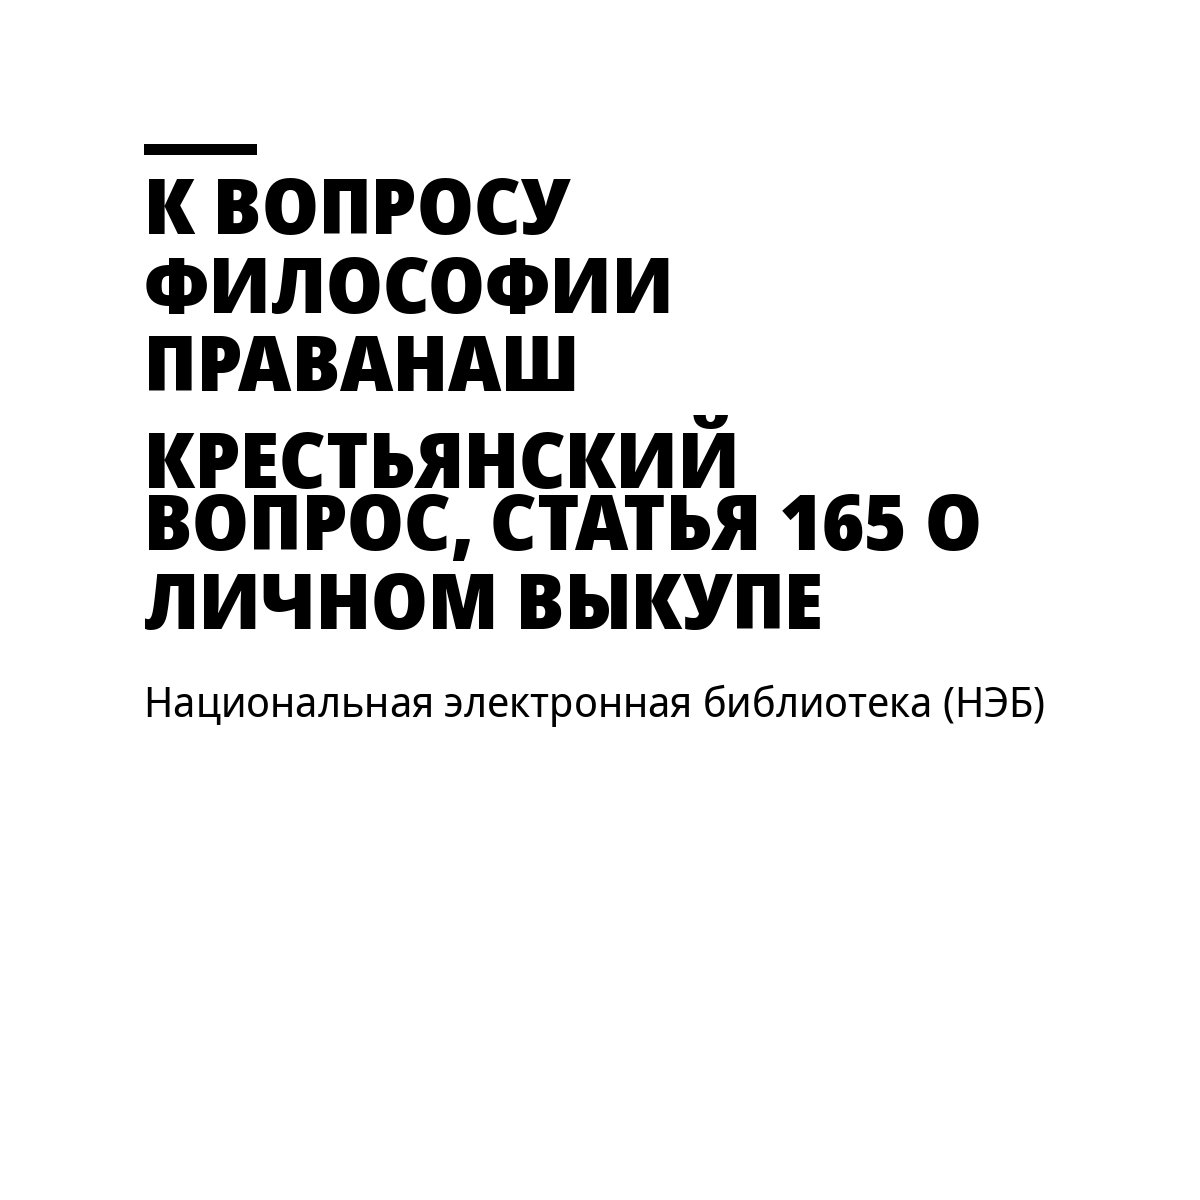 К ВОПРОСУ
ФИЛОСОФИИ
ПРАВАНАШ
КРЕСТЬЯНСКИЙ
ВОПРОС, СТАТЬЯ 165 О
ЛИЧНОМ ВЫКУПЕ
Национальная электронная библиотека (НЭБ)